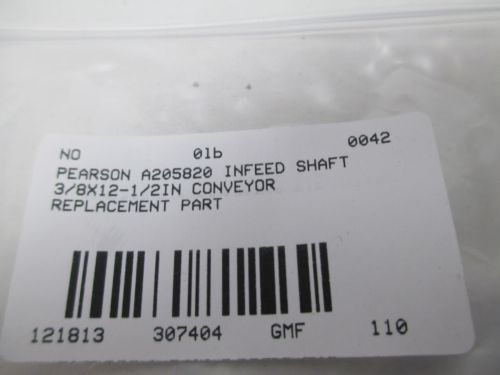 NO 0lb 0042
PEARSON A205820 INFEED SHAFT
3/8X12-1/2IN CONVEYOR
REPLACEMENT PART
121813 307404 GMF 110